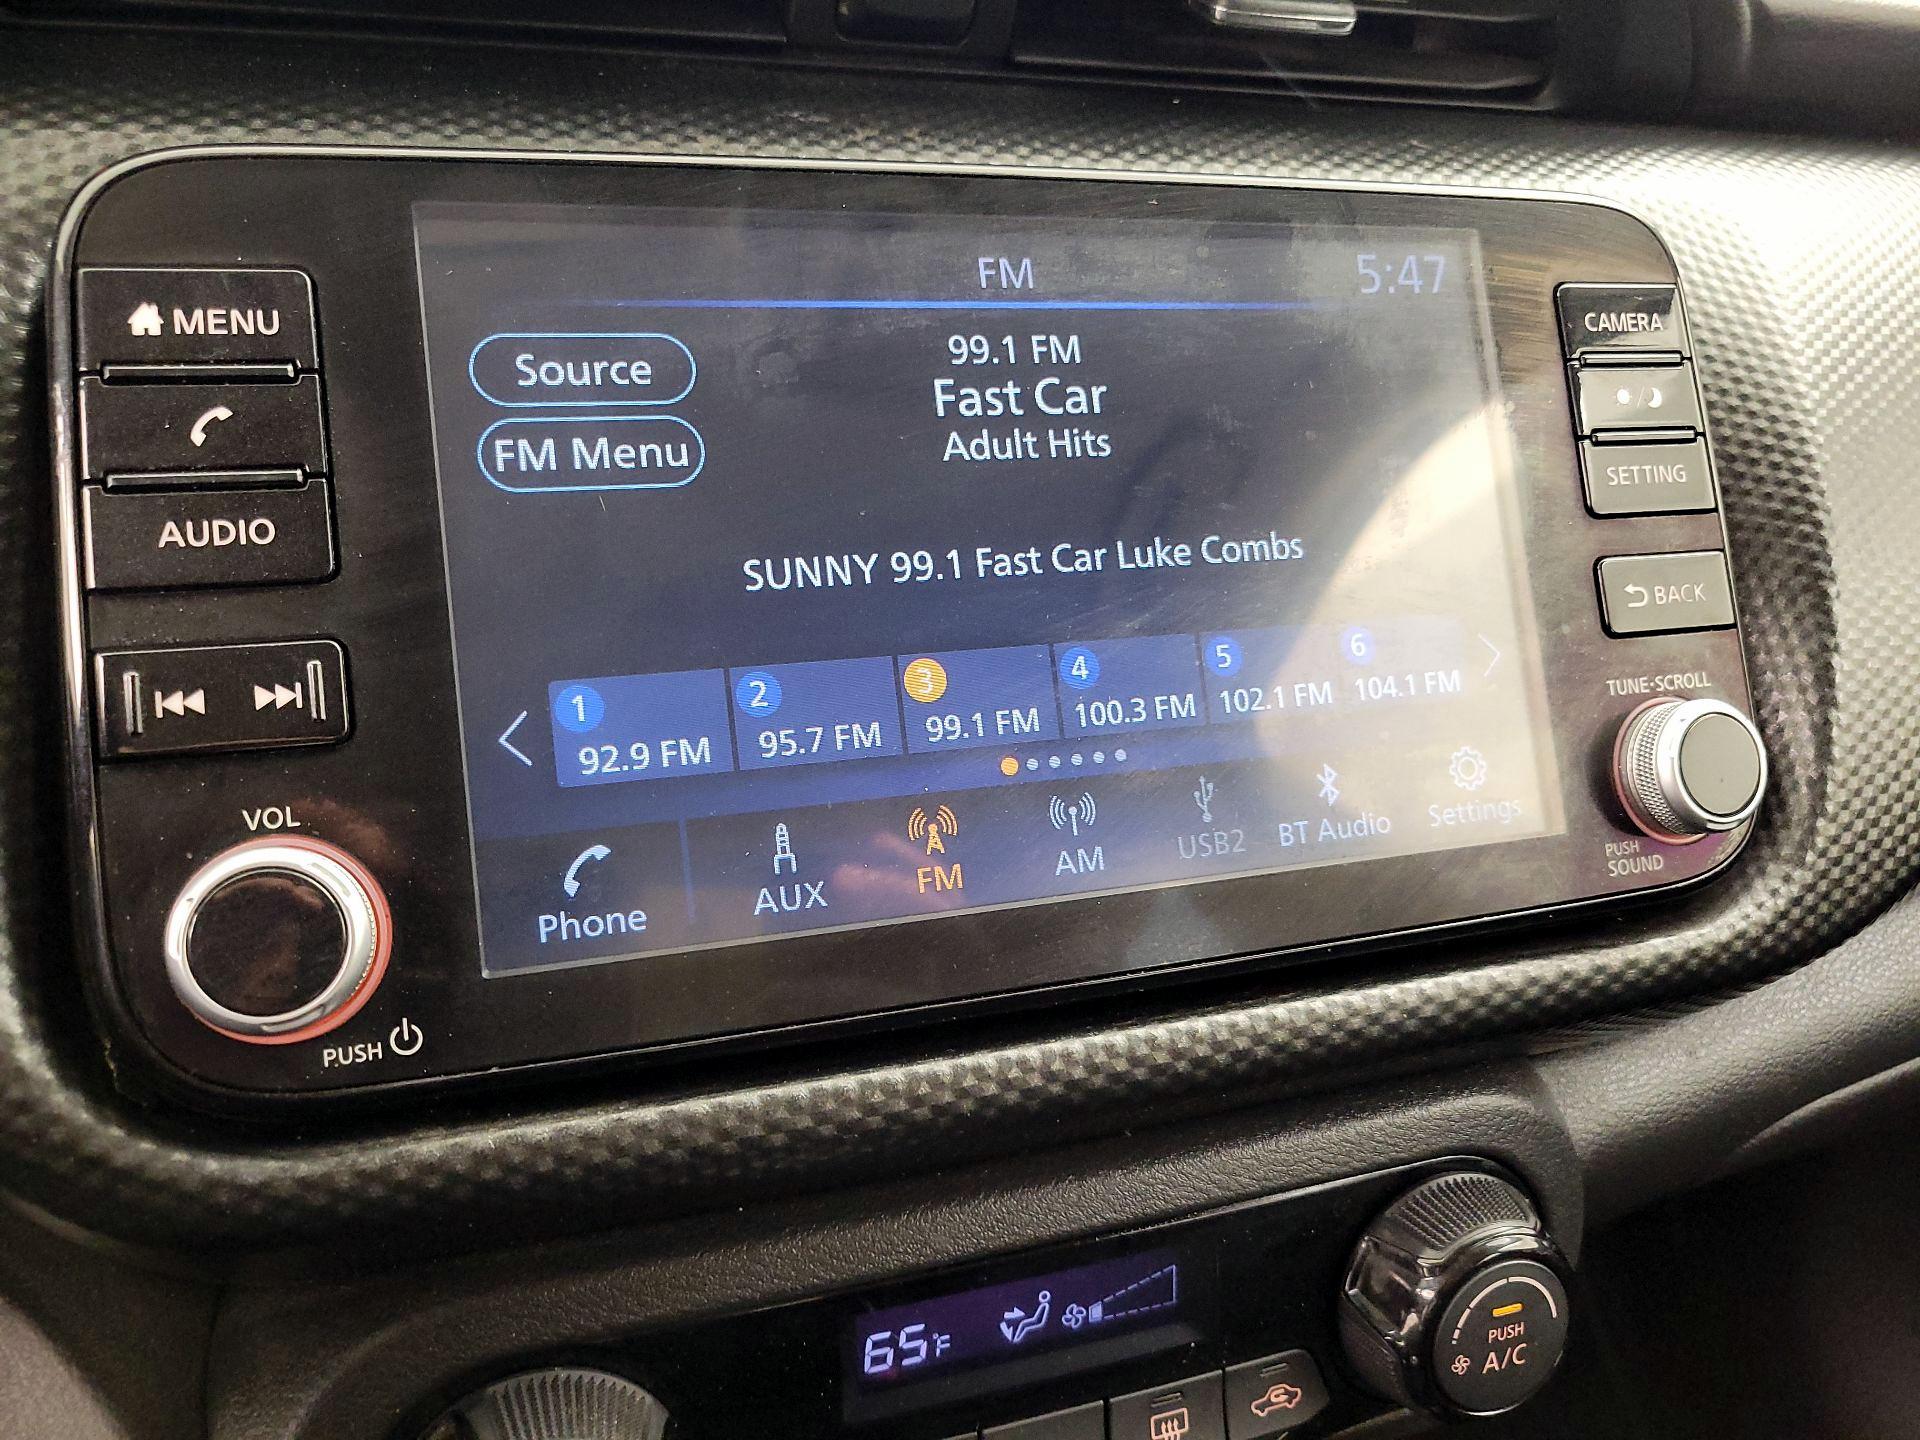 FM
5:47
MENU
AUDIO
VOL
PUSH
Source
FM Menu
99.1 FM
Fast Car
Adult Hits
SUNNY 99.1 Fast Car Luke Combs
1
92.9 FM
2
95.7 FM
3
99.1 FM
4
100.3 FM
5
102.1 FM
6
104.1 FM
Phone
AUX
FM
AM
USB2
BT Audio
Settings
CAMERA
SETTING
BACK
TUNE·SCROLL
PUSH
SOUND
65°F
PUSH
A/C